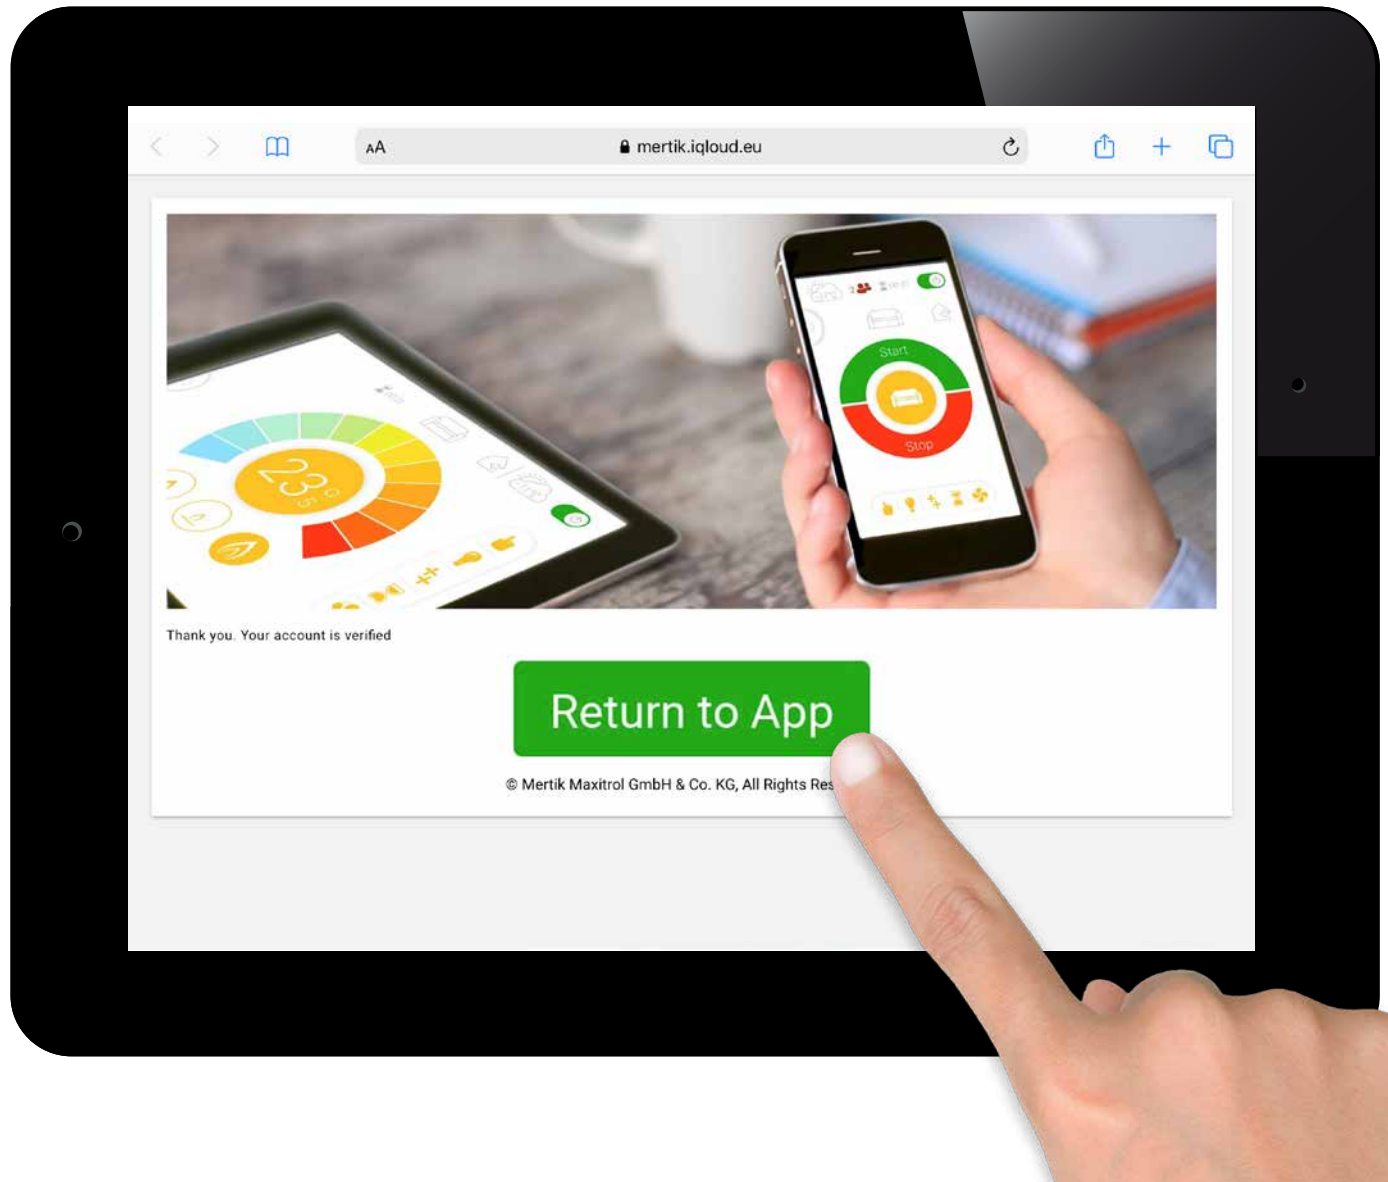 AA
mertik.iqloud.eu
Start
Stop
23
Thank you. Your account is verified
Return to App
© Mertik Maxitrol GmbH & Co. KG, All Rights Res